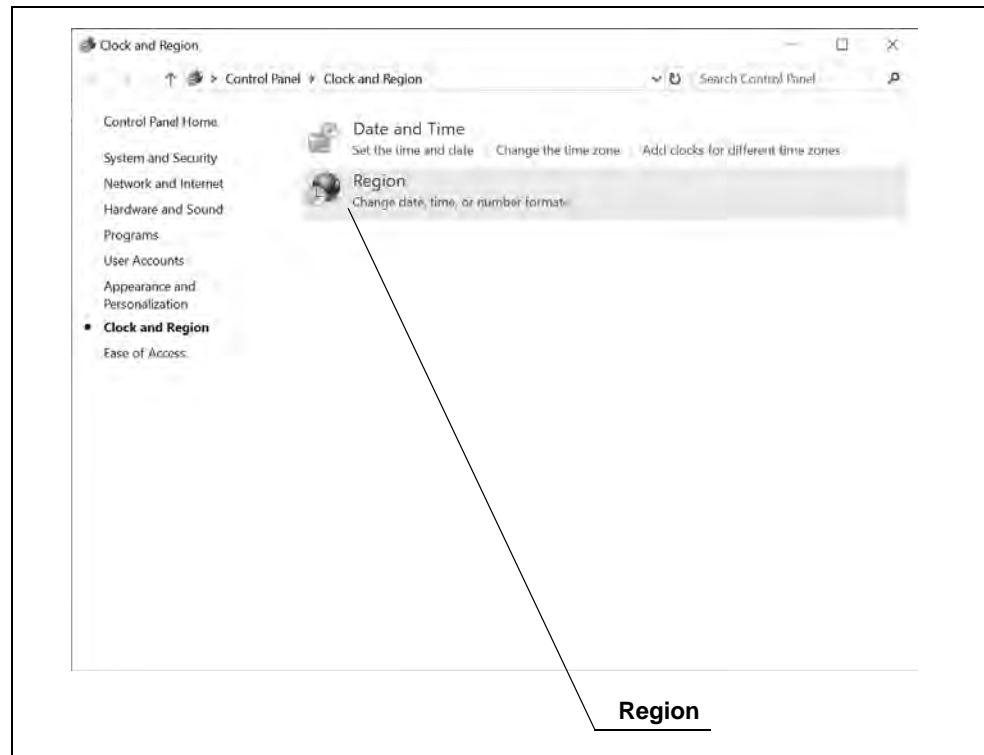 Clock and Region
Control Panel > Clock and Region
Search Control Panel
Control Panel Home
System and Security
Network and Internet
Hardware and Sound
Programs
User Accounts
Appearance and
Personalization
Clock and Region
Ease of Access
Date and Time
Set the time and date Change the time zone Add clocks for different time zones
Region
Change date, time, or number formats
Region